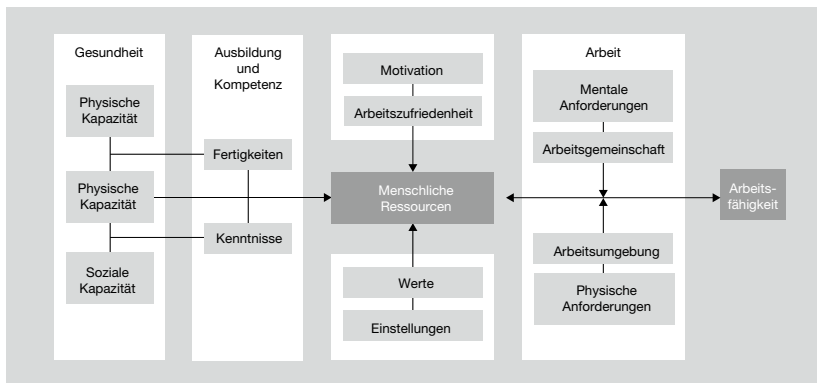 Gesundheit
Physische
Kapazität
Physische
Kapazität
Soziale
Kapazität
Ausbildung
und
Kompetenz
Fertigkeiten
Kenntnisse
Motivation
Arbeitszufriedenheit
Menschliche
Ressourcen
Werte
Einstellungen
Arbeit
Mentale
Anforderungen
Arbeitsgemeinschaft
Arbeitsumgebung
Physische
Anforderungen
Arbeits-
fähigkeit